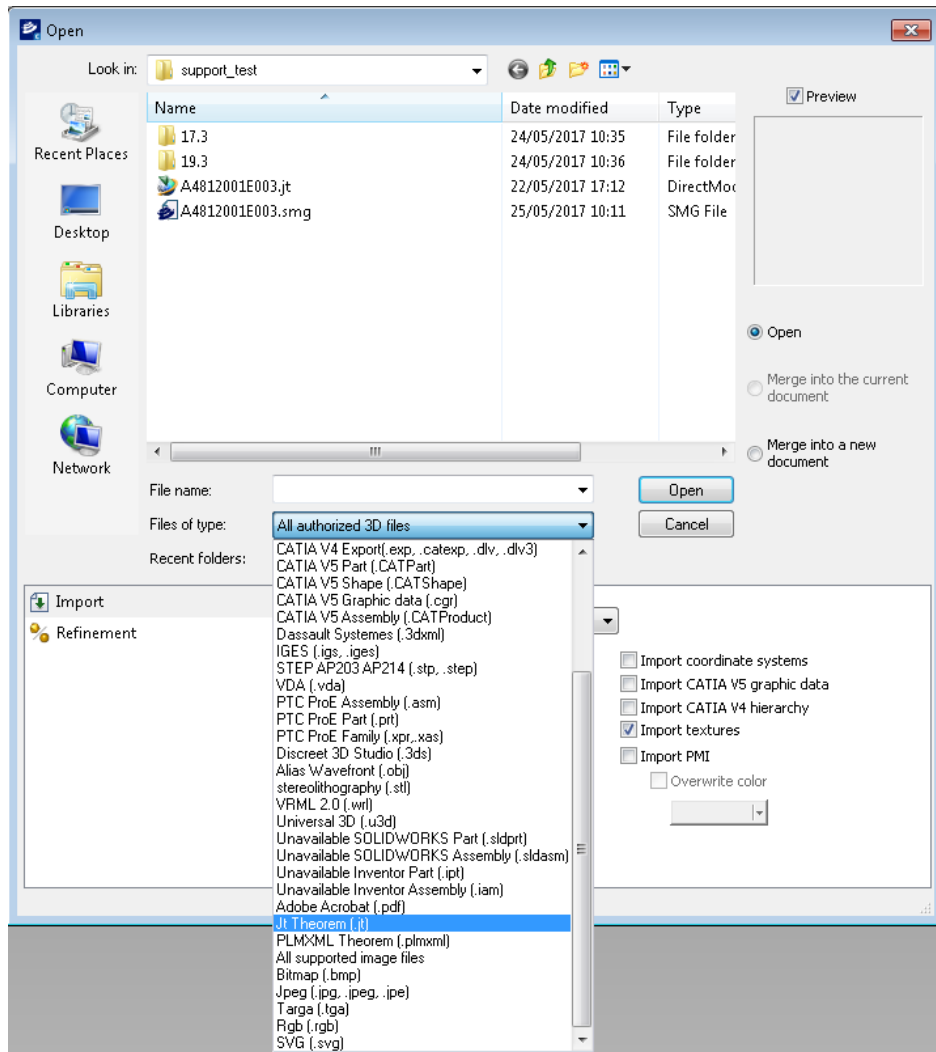 Open
Look in:
support_test
Preview
Name
Date modified
Type
Recent Places
17.3
24/05/2017 10:35
File folder
19.3
24/05/2017 10:36
File folder
A4812001E003.jt
22/05/2017 17:12
DirectMod
A4812001E003.smg
25/05/2017 10:11
SMG File
Desktop
Libraries
Computer
Network
Open
Merge into the current
document
Merge into a new
document
File name:
Open
Files of type:
All authorized 3D files
Cancel
Recent folders:
CATIA V4 Export(.exp, .catexp, .dlv, .dlv3)
CATIA V5 Part (.CATPart)
CATIA V5 Shape (.CATShape)
CATIA V5 Graphic data (.cgr)
CATIA V5 Assembly (.CATProduct)
Dassault Systemes (.3dxml)
IGES (.igs, .iges)
STEP AP203 AP214 (.stp, .step)
VDA (.vda)
PTC ProE Assembly (.asm)
PTC ProE Part (.prt)
PTC ProE Family (.xpr,.xas)
Discreet 3D Studio (.3ds)
Alias Wavefront (.obj)
stereolithography (.stl)
VRML 2.0 (.wrl)
Universal 3D (.u3d)
Unavailable SOLIDWORKS Part (.sldprt)
Unavailable SOLIDWORKS Assembly (.sldasm)
Unavailable Inventor Part (.ipt)
Unavailable Inventor Assembly (.iam)
Adobe Acrobat (.pdf)
Jt Theorem (.jt)
PLMXML Theorem (.plmxml)
All supported image files
Bitmap (.bmp)
Jpeg (.jpg, .jpeg, .jpe)
Targa (.tga)
Rgb (.rgb)
SVG (.svg)
Import
Refinement
Import coordinate systems
Import CATIA V5 graphic data
Import CATIA V4 hierarchy
Import textures
Import PMI
Overwrite color